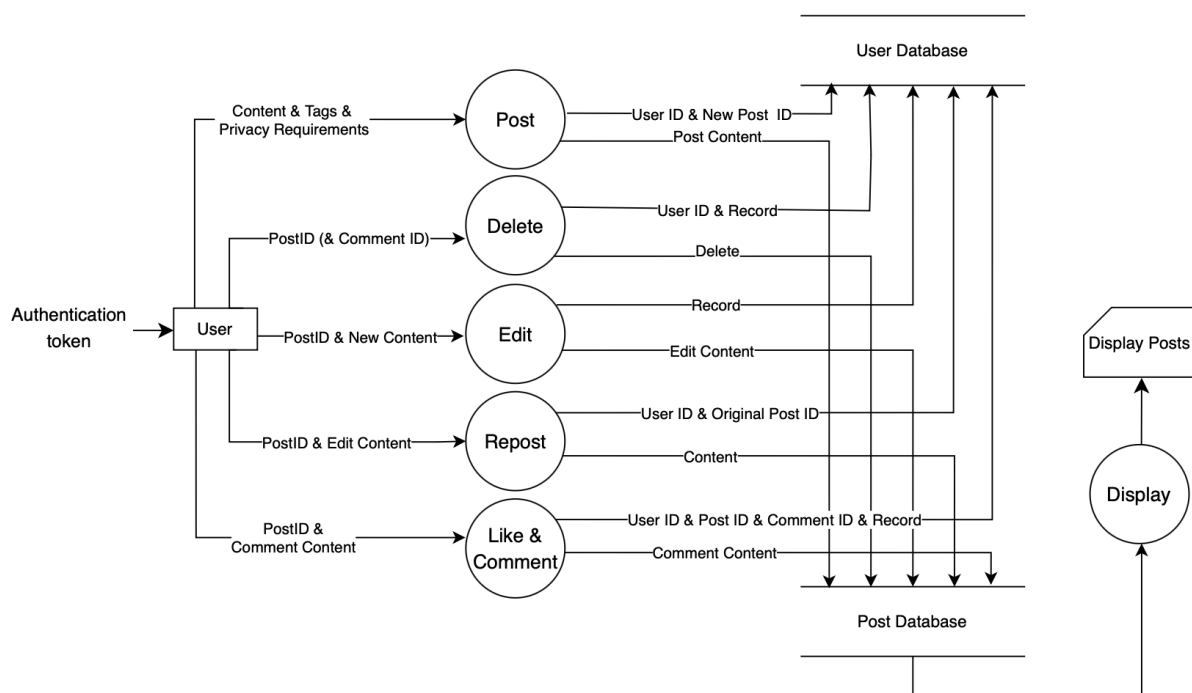 User Database
Content & Tags &
Privacy Requirements
Post
User ID & New Post ID
Post Content
Delete
User ID & Record
PostID (& Comment ID)
Delete
Record
Authentication
token
User
PostID & New Content
Edit
Edit Content
Display Posts
User ID & Original Post ID
PostID & Edit Content
Repost
Content
Display
PostID &
Comment Content
Like &
Comment
User ID & Post ID & Comment ID & Record
Comment Content
Post Database